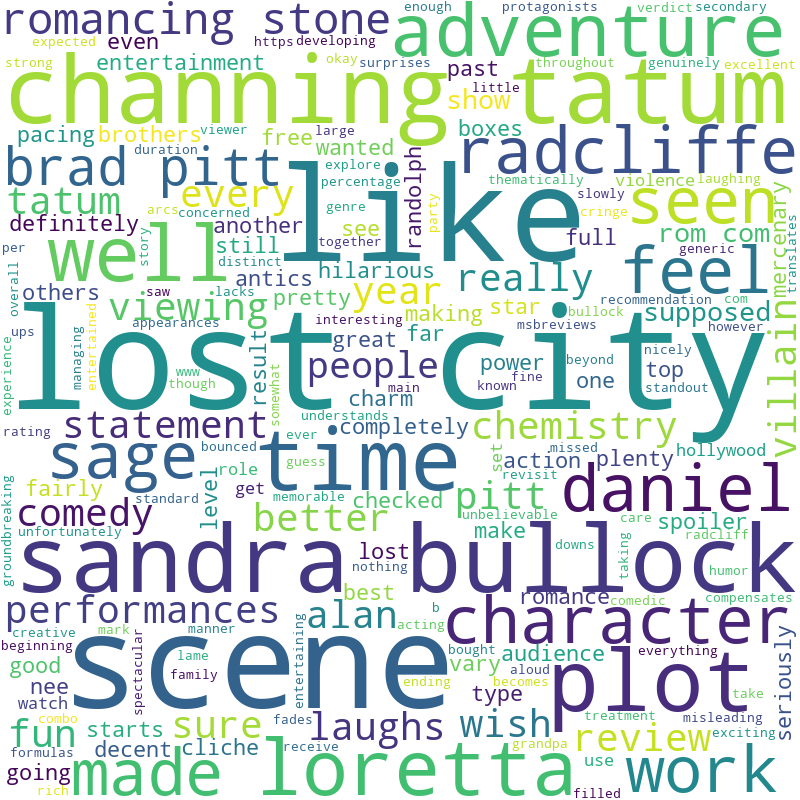 romancing stone
enough
protagonists
verdict
secondary
adventure
expected
even
https
developing
strong
entertainment
okay
surprises
past
throughout
genuinely
excellent
channing tatum
little
show
pacing
brothers
viewer
free
large
boxes
duration
wanted
radcliffe
brad pitt
like
explore
percentage
randolph
thematically
violence
laughing
slowly
seen
mercenary
translates
tatum
every
genre
party
cringe
definitely
arcs
concerned
another
together
see
full
rom com
generic
well
story
still
distinct
hilarious
really
feel
per
overall
others
saw
lacks
antics
pretty
year
making
star
recommendation
com
supposed
villain
ups
viewing
appearances
interesting
great
far
msbreviews
bullock
however
experience
managing
entertained
www
though
result
somewhat
people
main
power
known
beyond
fine
one
nicely
top
standout
lost city
charm
understands
rating
statement
ever
completely
chemistry
set
missed
hollywood
sage
bounced
role
guess
time
action
plenty
revisit
groundbreaking
fairly
level
get
memorable
checked
pitt
daniel
standard
unbelievable
comedy
better
make
care
spoiler
unfortunately
lost
nothing
downs
taking
radcliff
humor
sandra bullock
best
romance
comedic
compensates
performances
alan
b
acting
character
creative
mark
manner
beginning
spectacular
scene
bought
audience
everything
good
lame
entertaining
vary
nee
family
ending
becomes
type
plot
take
watch
combo
sure
fades
laughs
wish
treatment
misleading
seriously
fun
starts
exciting
formulas
decent
cliche
receive
grandpa
review
going
use
rich
made
loretta
filled
work